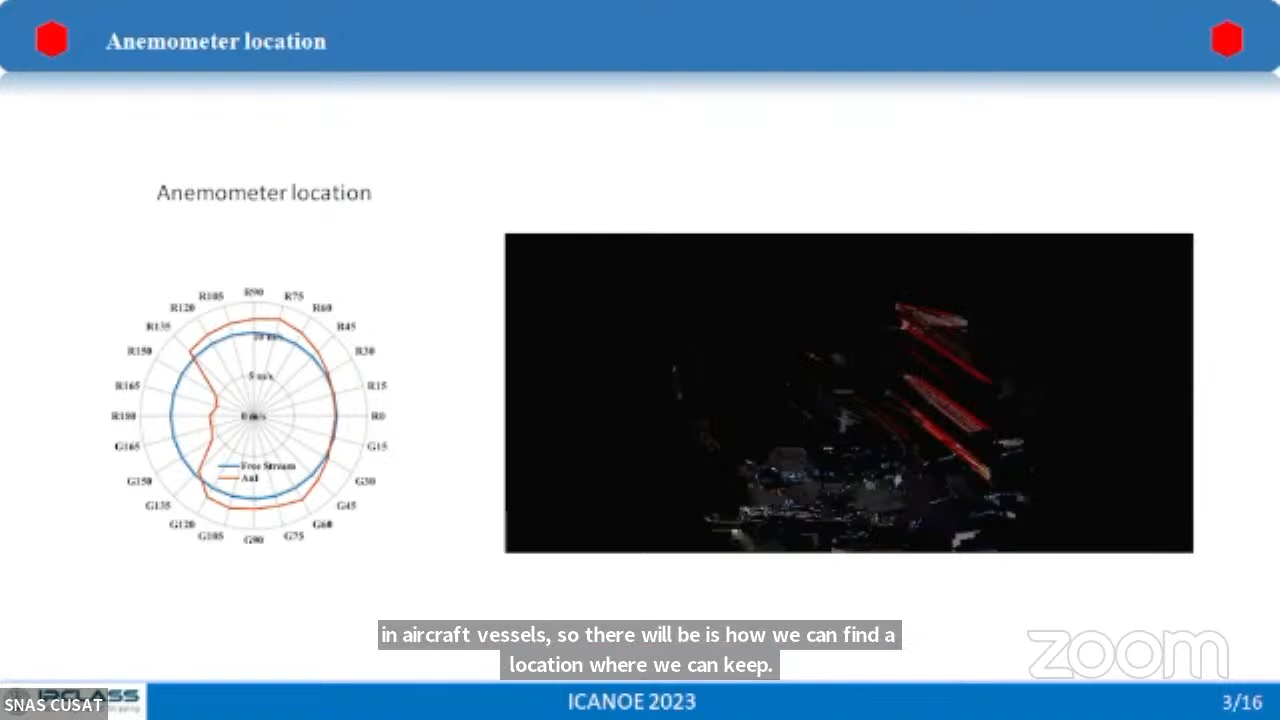 Anemometer location
Anemometer location
R90
R105
R75
R120
R60
R135
R45
R150
R30
R165
R15
R180
R0
G165
G15
G150
G30
G135
G45
G120
G60
G105
G75
G90
10 m/s
5 m/s
0 m/s
Free Stream
in aircraft vessels, so there will be is how we can find a
location where we can keep.
zoom
IRCLASS
SNAS CUSAT
ICANOE 2023
3/16